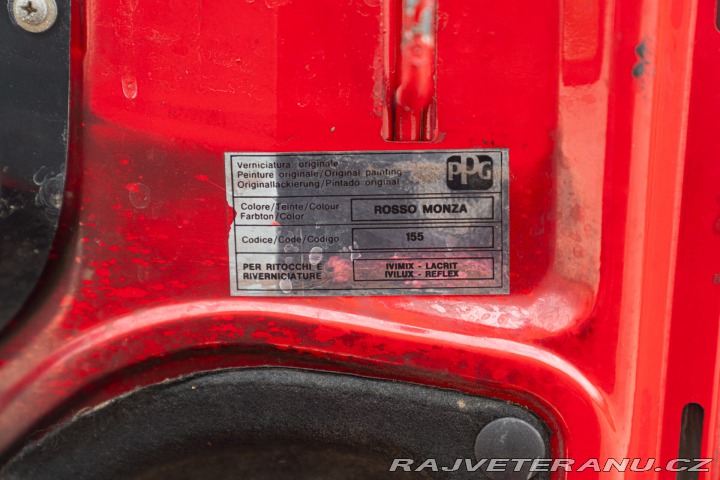 Verniciatura originale
Peinture originale/Original painting
Originallackierung/Pintado original
PPG
Colore/Teinte/Colour
Farbton/Color
ROSSO MONZA
Codice/Code/Codigo
155
PER RITOCCHI E
RIVERNICIATURE
IVIMIX - LACRIT
IVILUX - REFLEX
RAJVETERANU.CZ